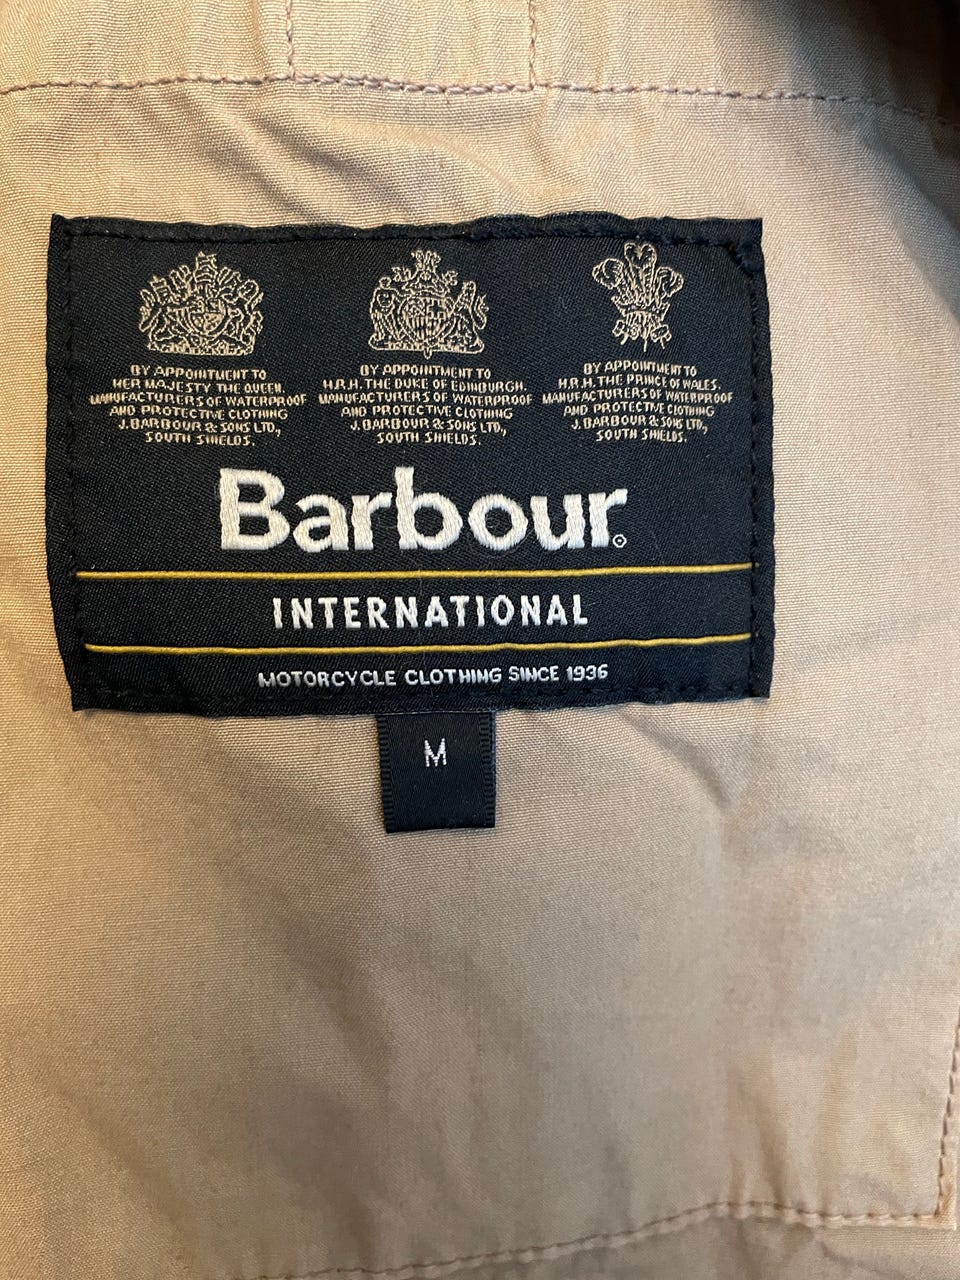 BY APPOINTMENT TO
HER MAJESTY THE QUEEN.
MANUFACTURERS OF WATERPROOF
AND PROTECTIVE CLOTHING
J.BARBOUR & SONS LTD.,
SOUTH SHIELDS.
BY APPOINTMENT TO
H.R.H. THE DUKE OF EDINBURGH.
MANUFACTURERS OF WATERPROOF
AND PROTECTIVE CLOTHING
J.BARBOUR & SONS LTD.,
SOUTH SHIELDS.
BY APPOINTMENT TO
H.R.H. THE PRINCE OF WALES.
MANUFACTURERS OF WATERPROOF
AND PROTECTIVE CLOTHING
J.BARBOUR & SONS LTD.,
SOUTH SHIELDS.
Barbour®
INTERNATIONAL
MOTORCYCLE CLOTHING SINCE 1936
M